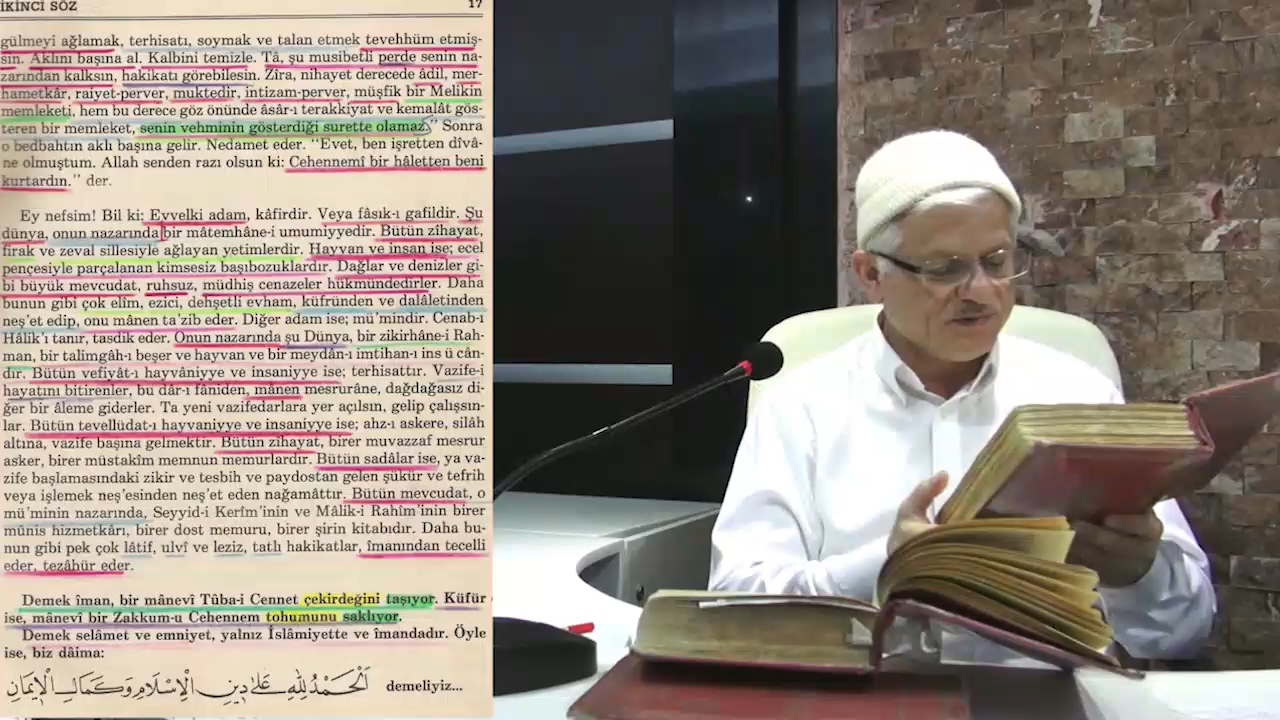 İKİNCİ SÖZ 17
gülmeyi ağlamak, terhisatı, soymak ve talan etmek tevehhüm etmiş-
sin. Aklını başına al. Kalbini temizle. Tâ, şu musibetli perde senin na-
zarından kalksın, hakikatı görebilesin. Zîra, nihayet derecede âdil, mer-
hametkâr, raiyet-perver, muktedir, intizam-perver, müşfik bir Melikin
memleketi, hem bu derece göz önünde âsâr-ı terakkiyat ve kemalât gös-
teren bir memleket, senin vehminin gösterdiği surette olamaz." Sonra
o bedbahtın aklı başına gelir. Nedamet eder. "Evet, ben işretten dîvâ-
ne olmuştum. Allah senden razı olsun ki: Cehennemî bir hâletten beni
kurtardın." der.
Ey nefsim! Bil ki: Evvelki adam, kâfirdir. Veya fâsık-ı gafildir. Şu
dünya, onun nazarında bir mâtemhâne-i umumiyyedir. Bütün zîhayat,
firak ve zeval sillesiyle ağlayan yetimlerdir. Hayvan ve insan ise; ecel
pençesiyle parçalanan kimsesiz başıbozuklardır. Dağlar ve denizler gi-
bi büyük mevcudat, ruhsuz, müdhiş cenazeler hükmündedirler. Daha
bunun gibi çok elîm, ezici, dehşetli evham, küfründen ve dalâletinden
neş'et edip, onu mânen ta'zib eder. Diğer adam ise; mü'mindir. Cenab-ı
Hâlik'ı tanır, tasdik eder. Onun nazarında şu Dünya, bir zikirhâne-i Rah-
man, bir talimgâh-ı beşer ve hayvan ve bir meydân-ı imtihan-ı ins ü cân-
dır. Bütün vefiyât-ı hayvâniyye ve insaniyye ise; terhisattır. Vazife-i
hayatını bitirenler, bu dâr-ı fâniden, mânen mesrurâne, dağdağasız di-
ğer bir âleme giderler. Ta yeni vazifedarlara yer açılsın, gelip çalışsın-
lar. Bütün tevellüdat-ı hayvaniyye ve insaniyye ise; ahz-ı askere, silâh
altına, vazife başına gelmektir. Bütün zîhayat, birer muvazzaf mesrur
asker, birer müstakîm memnun memurlardır. Bütün sadâlar ise, ya va-
zife başlamasındaki zikir ve tesbih ve paydostan gelen şükür ve tefrih
veya işlemek neş'esinden neş'et eden nağamâttır. Bütün mevcudat, o
mü'minin nazarında, Seyyid-i Kerîm'inin ve Mâlik-i Rahîm'inin birer
mûnis hizmetkârı, birer dost memuru, birer şirin kitabıdır. Daha bu-
nun gibi pek çok lâtif, ulvî ve leziz, tatlı hakikatlar, îmanından tecelli
eder, tezâhür eder.
Demek îman, bir mânevî Tûba-i Cennet çekirdeğini taşıyor. Küfür
ise, mânevî bir Zakkum-u Cehennem tohumunu saklıyor.
Demek selâmet ve emniyet, yalnız İslâmiyette ve îmandadır. Öyle
ise, biz dâima:
اَلْحَمْدُ لِلّٰهِ عَلٰى دِينِ الْاِسْلَامِ وَكَمَالِ الْاِيمَانِ demeliyiz...